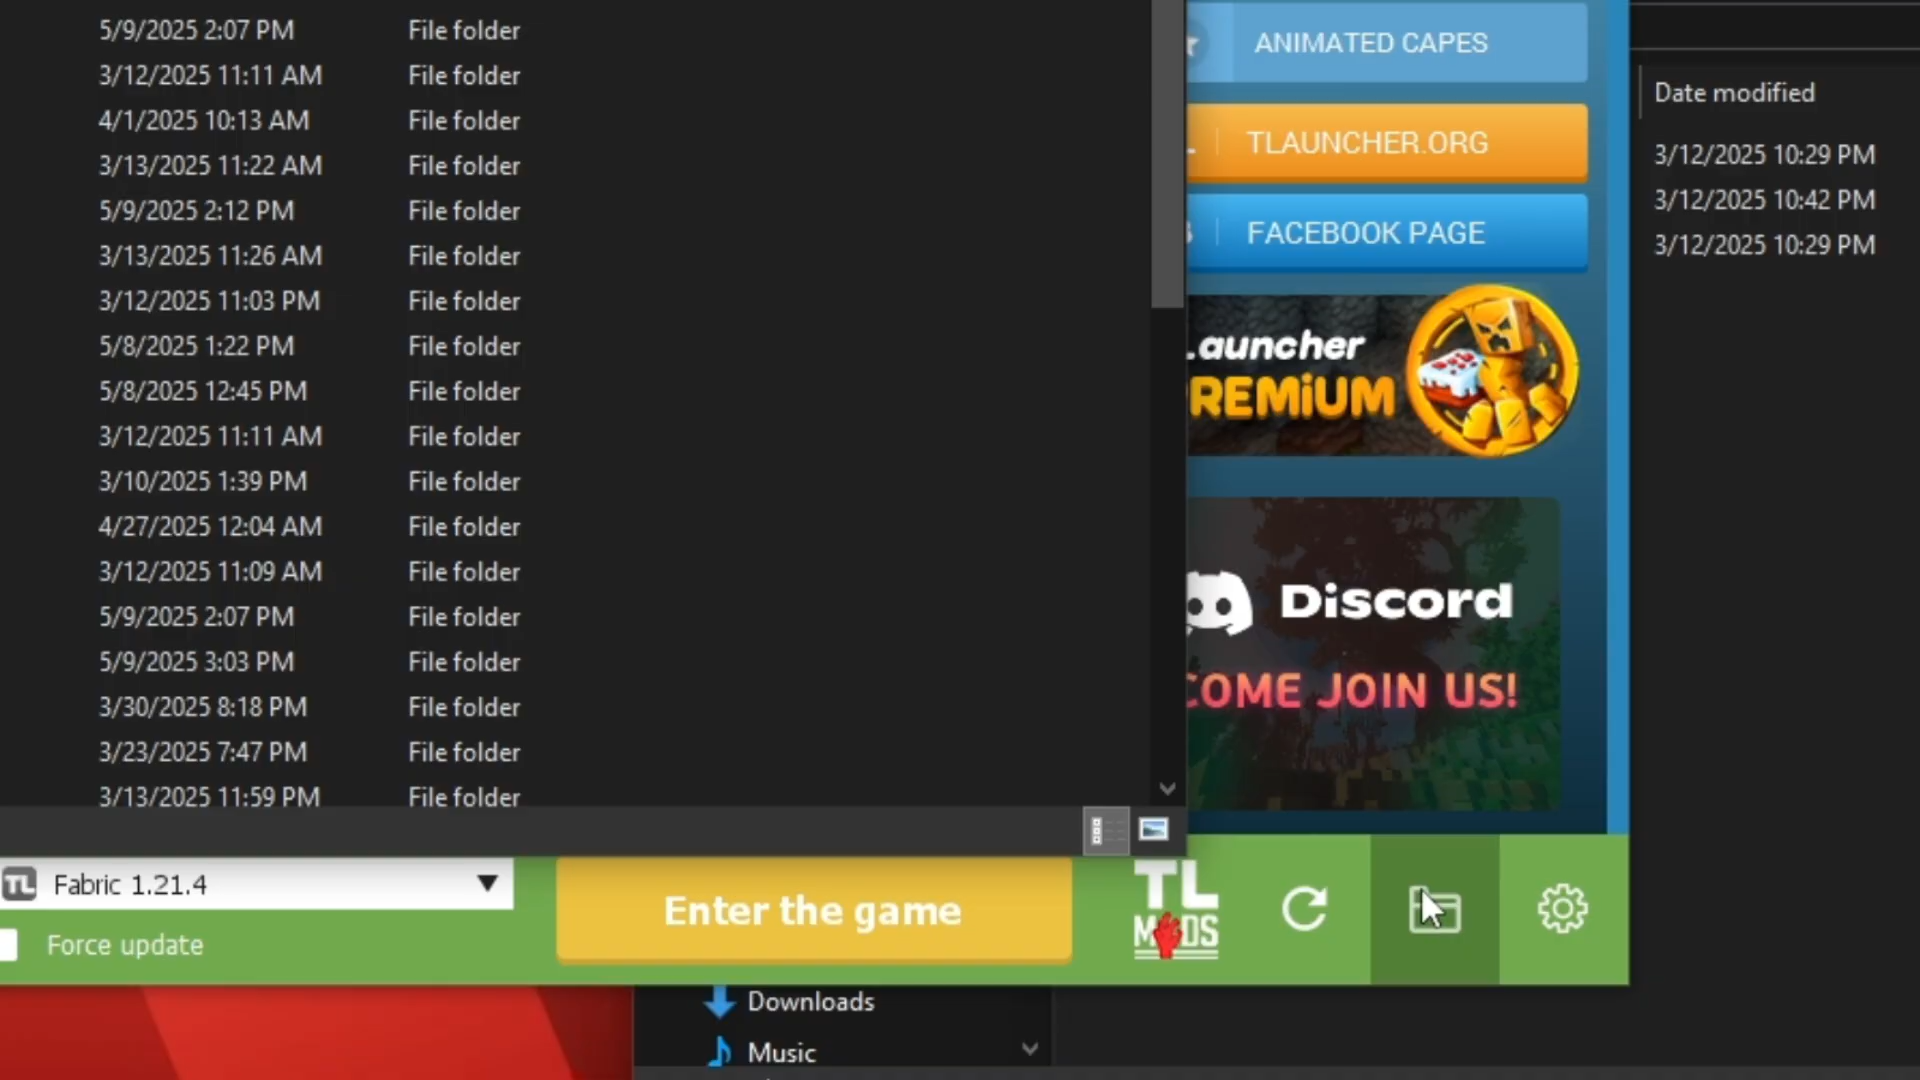 5/9/2025 2:07 PM File folder
3/12/2025 11:11 AM File folder
4/1/2025 10:13 AM File folder
3/13/2025 11:22 AM File folder
5/9/2025 2:12 PM File folder
3/13/2025 11:26 AM File folder
3/12/2025 11:03 PM File folder
5/8/2025 1:22 PM File folder
5/8/2025 12:45 PM File folder
3/12/2025 11:11 AM File folder
3/10/2025 1:39 PM File folder
4/27/2025 12:04 AM File folder
3/12/2025 11:09 AM File folder
5/9/2025 2:07 PM File folder
5/9/2025 3:03 PM File folder
3/30/2025 8:18 PM File folder
3/23/2025 7:47 PM File folder
3/13/2025 11:59 PM File folder
ANIMATED CAPES
TLAUNCHER.ORG
FACEBOOK PAGE
Launcher
REMiUM
Discord
COME JOIN US!
Date modified
3/12/2025 10:29 PM
3/12/2025 10:42 PM
3/12/2025 10:29 PM
TL Fabric 1.21.4
Force update
Enter the game
TL
MODS
Downloads
Music